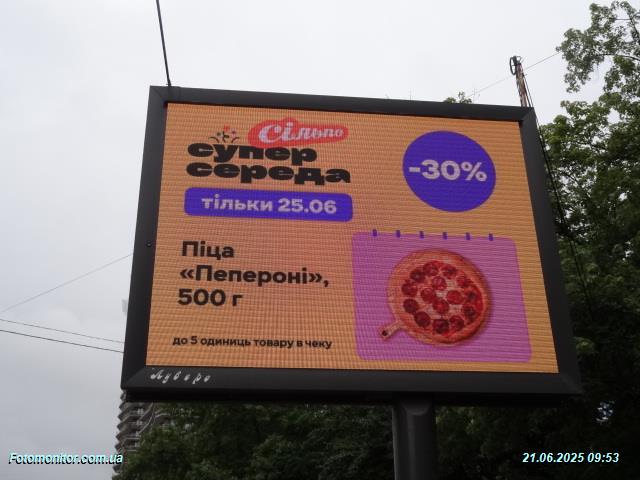 Сільпо
супер
середа
тільки 25.06
-30%
Піца
«Пепероні»,
500 г
до 5 одиниць товару в чеку
Луверс
Fotomonitor.com.ua
21.06.2025 09:53